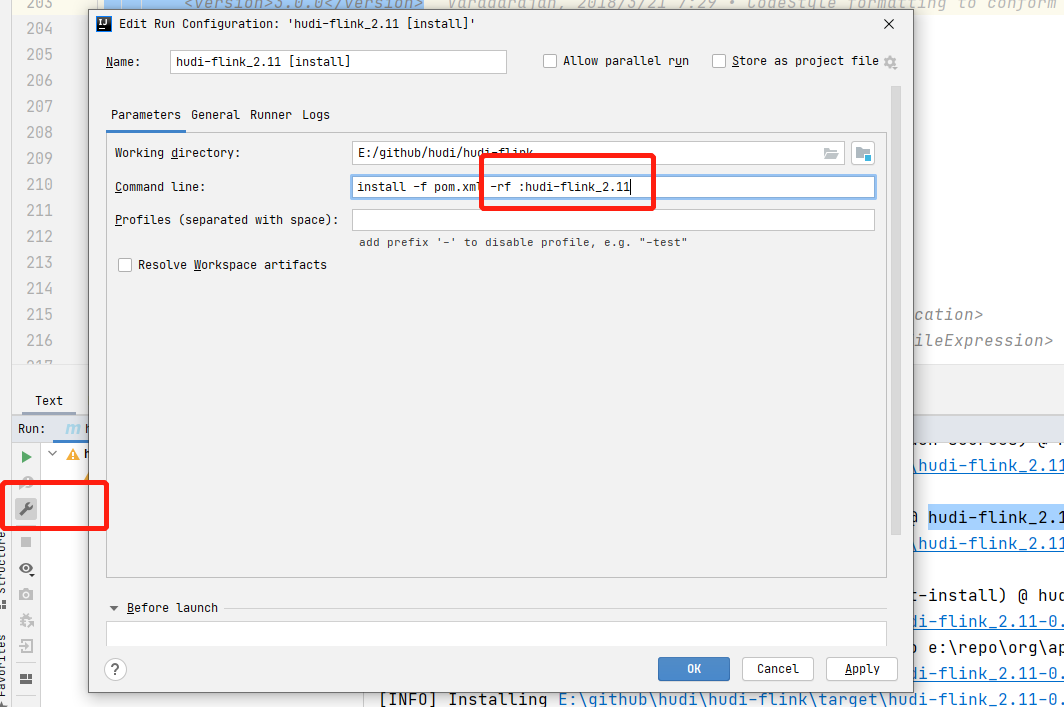 203
<version>3.0.0</version> Varadarajan, 2018/3/21 7:29 • CodeStyle formatting to conform
Edit Run Configuration: 'hudi-flink_2.11 [install]'
204
205
Name:
hudi-flink_2.11 [install]
Allow parallel run
Store as project file
206
207
Parameters
General
Runner
Logs
208
Working directory:
E:/github/hudi/hudi-flink
209
Command line:
install -f pom.xml -rf :hudi-flink_2.11
210
211
Profiles (separated with space):
212
add prefix '-' to disable profile, e.g. "-test"
213
Resolve Workspace artifacts
214
215
cation>
216
ileExpression>
217
Text
Run:
m
hudi-flink_2.11
@ hudi-flink_2.1
hudi-flink_2.11
Structure
t-install) @ hud
Before launch
di-flink_2.11-0.
Favorites
e:\repo\org\ap
?
OK
Cancel
Apply
di-flink_2.11-0.
[INFO] Installing E:\github\hudi\hudi-flink\target\hudi-flink_2.11-0.